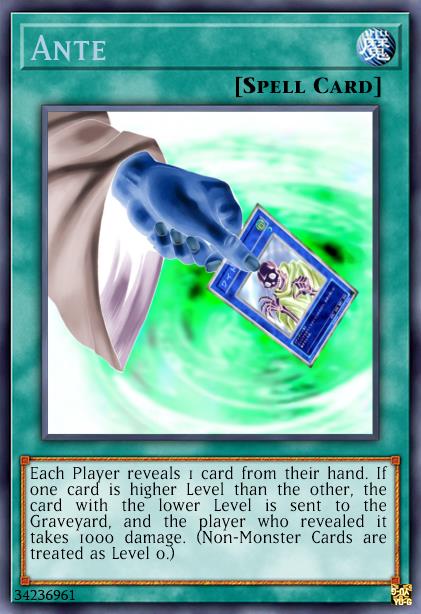 ANTE
魔
[SPELL CARD]
Each Player reveals 1 card from their hand. If
one card is higher Level than the other, the
card with the lower Level is sent to the
Graveyard, and the player who revealed it
takes 1000 damage. (Non-Monster Cards are
treated as Level 0.)
34236961